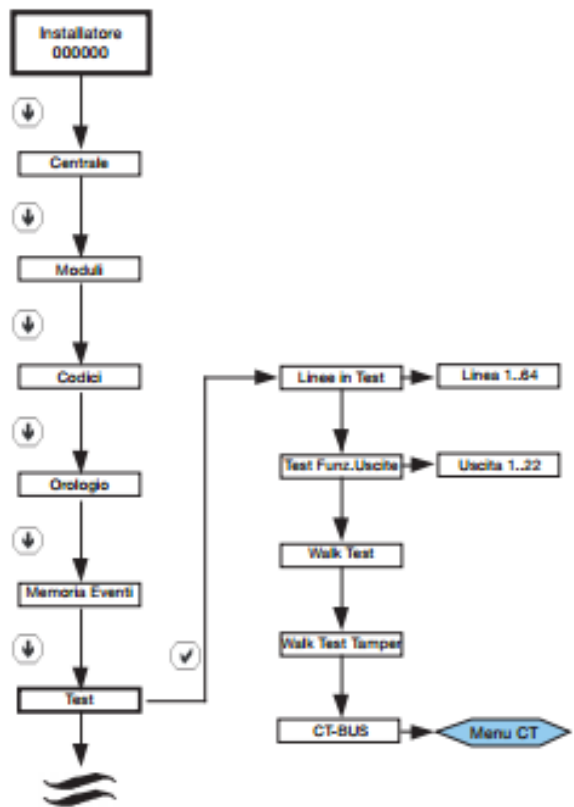 Installatore
000000
Centrale
Moduli
Codici
Orologio
Memoria Eventi
Test
Linee in Test
Linea 1..64
Test Funz.Uscite
Uscita 1..22
Walk Test
Walk Test Tamper
CT-BUS
Menu CT